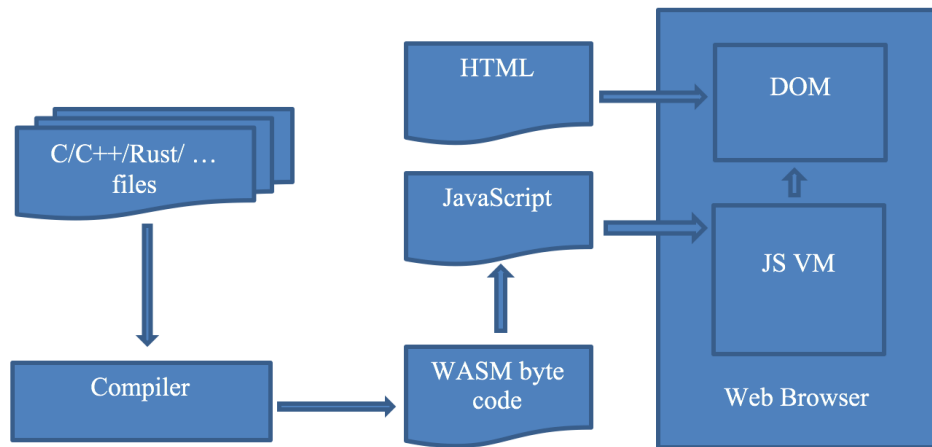 HTML
DOM
C/C++/Rust/ …
files
JavaScript
JS VM
Compiler
WASM byte
code
Web Browser